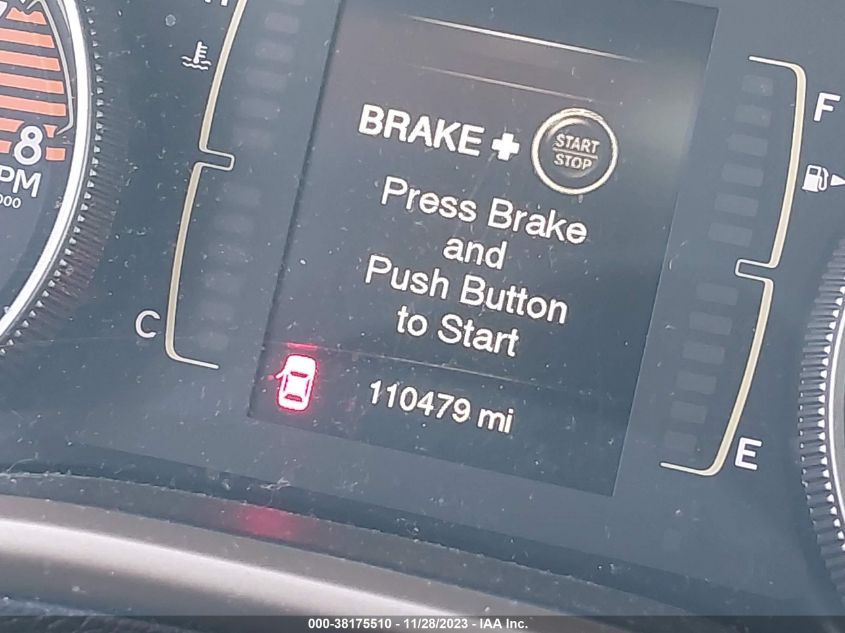 F
8
PM
000
BRAKE + START STOP
Press Brake
and
Push Button
to Start
C
110479 mi
E
000-38175510 - 11/28/2023 - IAA Inc.